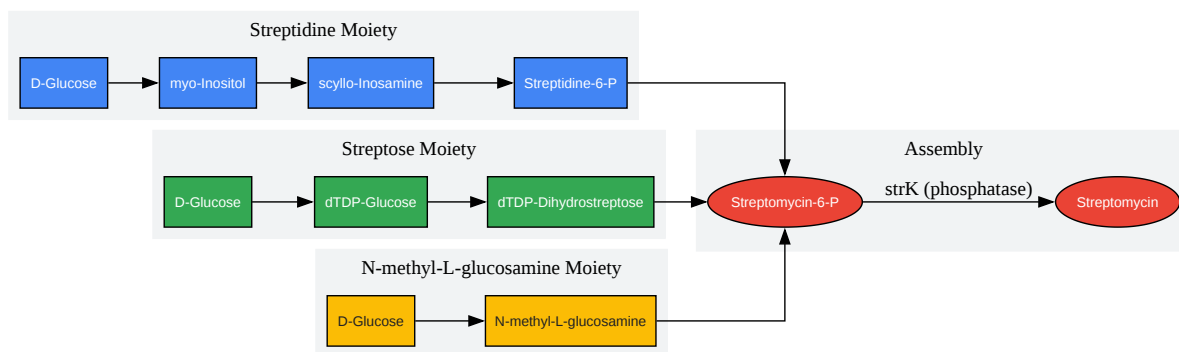 Streptidine Moiety
D-Glucose
myo-Inositol
scyllo-Inosamine
Streptidine-6-P
Streptose Moiety
D-Glucose
dTDP-Glucose
dTDP-Dihydrostreptose
Assembly
Streptomycin-6-P
strK (phosphatase)
Streptomycin
N-methyl-L-glucosamine Moiety
D-Glucose
N-methyl-L-glucosamine